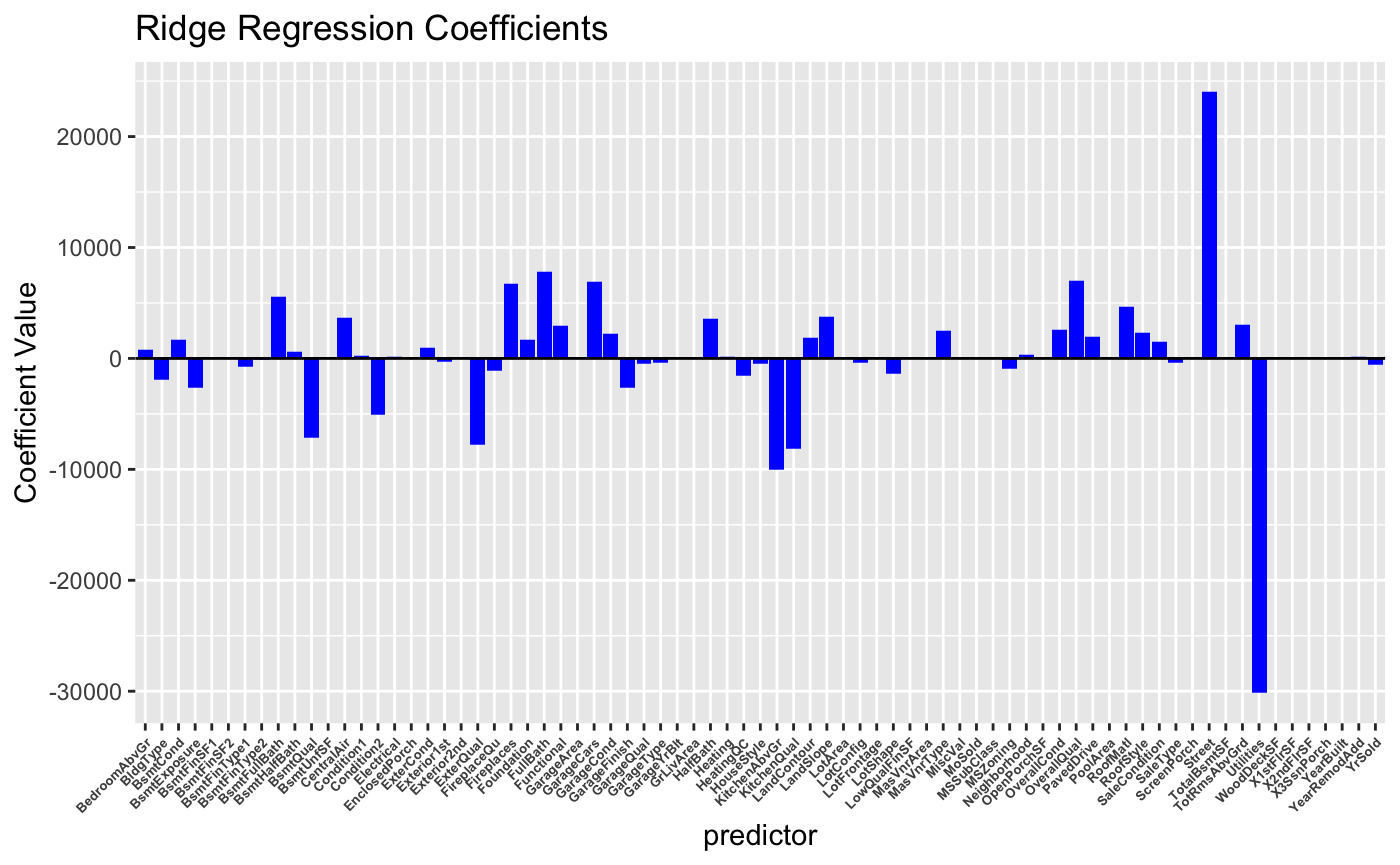 Ridge Regression Coefficients
Coefficient Value
20000
10000
0
-10000
-20000
-30000
BedroomAbvGr
BldgType
BsmtCond
BsmtExposure
BsmtFinSF1
BsmtFinSF2
BsmtFinType1
BsmtFinType2
BsmtFullBath
BsmtHalfBath
BsmtQual
BsmtUnfSF
CentralAir
Condition1
Condition2
Electrical
EnclosedPorch
ExterCond
Exterior1st
Exterior2nd
ExterQual
FireplaceQu
Fireplaces
Foundation
FullBath
Functional
GarageArea
GarageCars
GarageCond
GarageFinish
GarageQual
GarageType
GarageYrBlt
GrLivArea
HalfBath
Heating
HeatingQC
HouseStyle
KitchenAbvGr
KitchenQual
LandContour
LandSlope
LotArea
LotConfig
LotFrontage
LotShape
LowQualFinSF
MasVnrArea
MasVnrType
MiscVal
MoSold
MSSubClass
MSZoning
Neighborhood
OpenPorchSF
OverallCond
OverallQual
PavedDrive
PoolArea
RoofMatl
RoofStyle
SaleCondition
SaleType
ScreenPorch
Street
TotalBsmtSF
TotRmsAbvGrd
Utilities
WoodDeckSF
X1stFlrSF
X2ndFlrSF
X3SsnPorch
YearBuilt
YearRemodAdd
YrSold
predictor